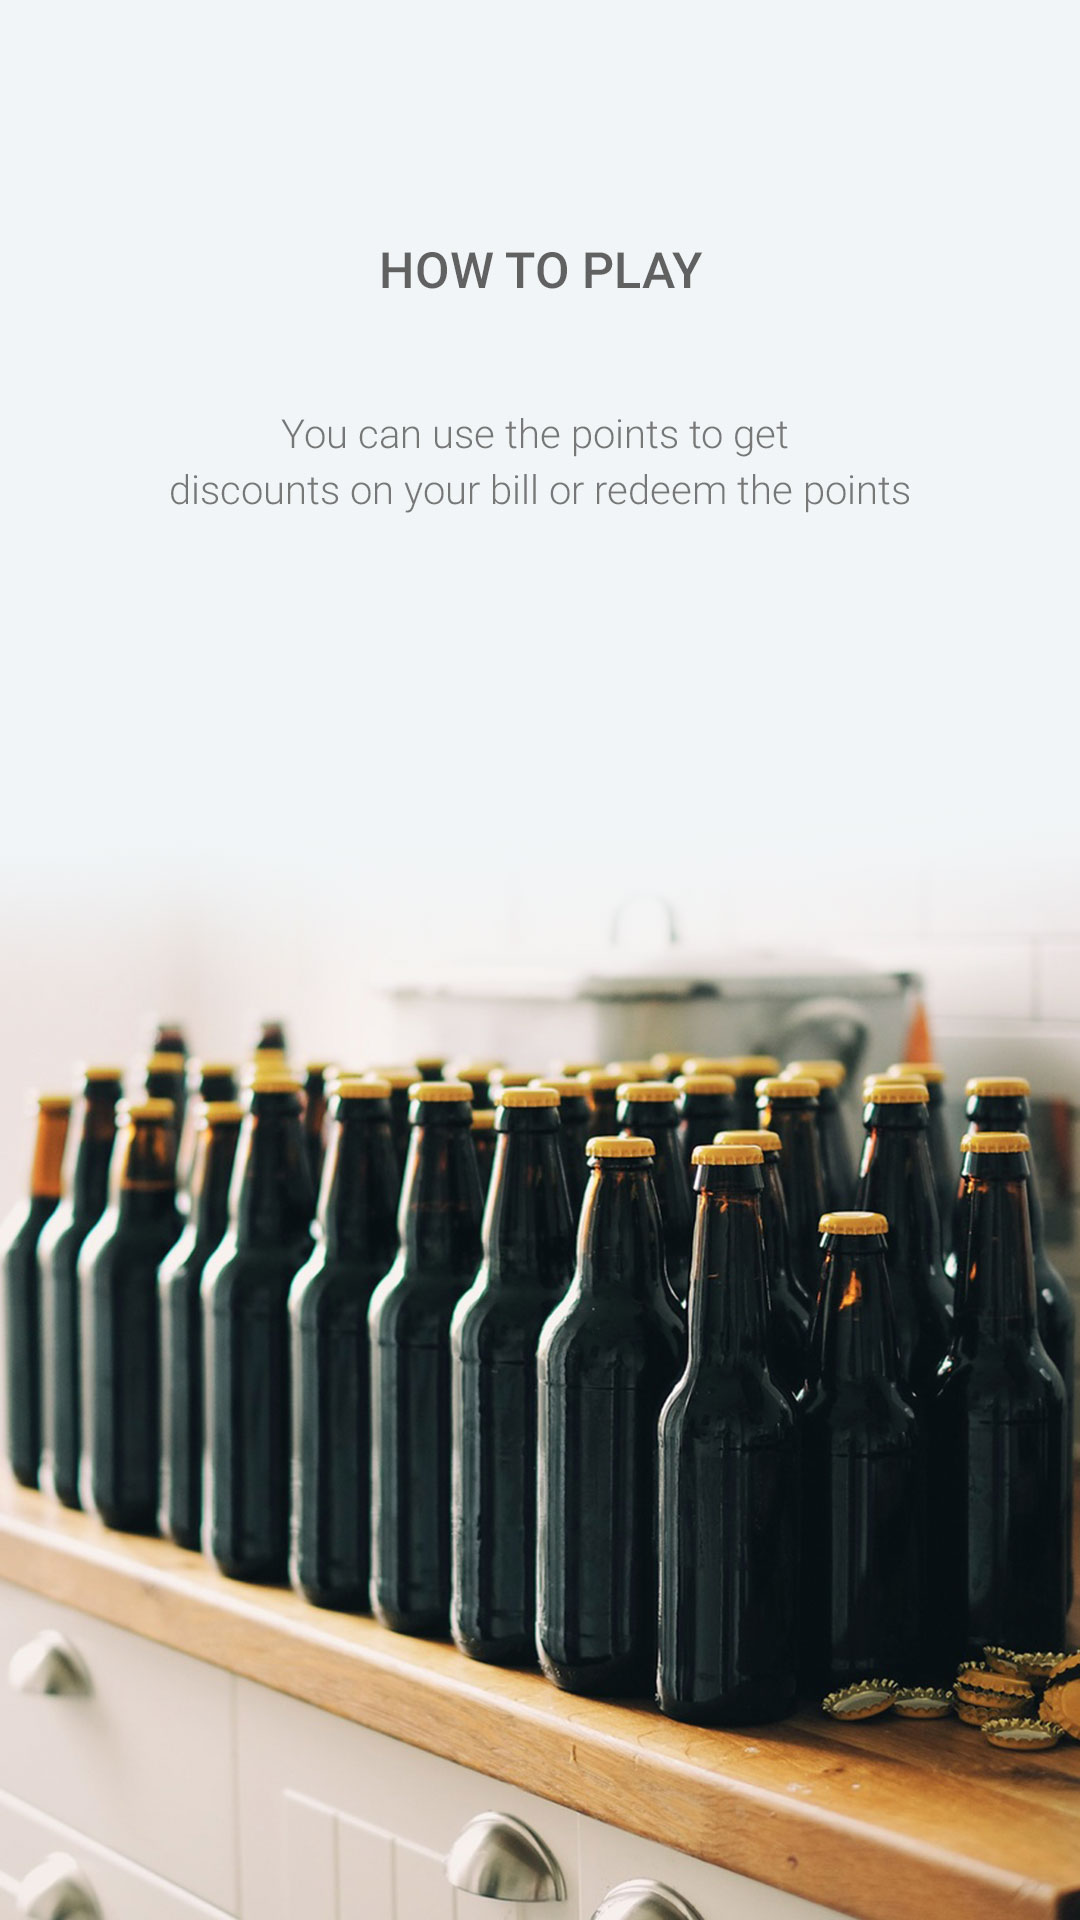 HOW TO PLAY
You can use the points to get
discounts on your bill or redeem the points